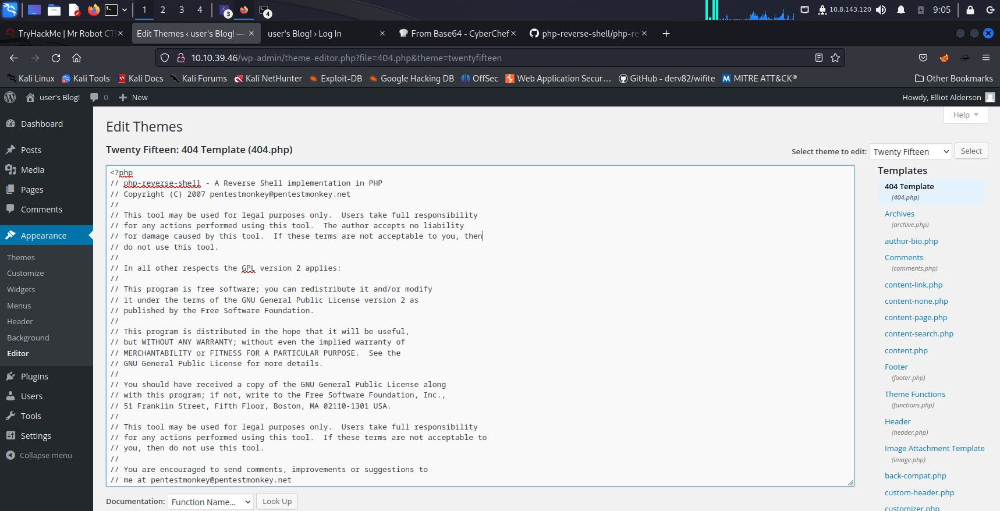 1 2 3 4 3 4 10.8.143.120 9:05
TryHackMe | Mr Robot CT
Edit Themes ‹ user's Blog! —
user's Blog! › Log In
From Base64 - CyberChef
php-reverse-shell/php-re
10.10.39.46/wp-admin/theme-editor.php?file=404.php&theme=twentyfifteen
Kali Linux Kali Tools Kali Docs Kali Forums Kali NetHunter Exploit-DB Google Hacking DB OffSec Web Application Secur… GitHub - derv82/wifite MITRE ATT&CK® Other Bookmarks
user's Blog! 0 New Howdy, Elliot Alderson
Help
Dashboard
Posts
Media
Pages
Comments
Appearance
Themes
Customize
Widgets
Menus
Header
Background
Editor
Plugins
Users
Tools
Settings
Collapse menu
Edit Themes
Twenty Fifteen: 404 Template (404.php)
Select theme to edit: Twenty Fifteen Select
<?php
// php-reverse-shell - A Reverse Shell implementation in PHP
// Copyright (C) 2007 pentestmonkey@pentestmonkey.net
//
// This tool may be used for legal purposes only.  Users take full responsibility
// for any actions performed using this tool.  The author accepts no liability
// for damage caused by this tool.  If these terms are not acceptable to you, then
// do not use this tool.
//
// In all other respects the GPL version 2 applies:
//
// This program is free software; you can redistribute it and/or modify
// it under the terms of the GNU General Public License version 2 as
// published by the Free Software Foundation.
//
// This program is distributed in the hope that it will be useful,
// but WITHOUT ANY WARRANTY; without even the implied warranty of
// MERCHANTABILITY or FITNESS FOR A PARTICULAR PURPOSE.  See the
// GNU General Public License for more details.
//
// You should have received a copy of the GNU General Public License along
// with this program; if not, write to the Free Software Foundation, Inc.,
// 51 Franklin Street, Fifth Floor, Boston, MA 02110-1301 USA.
//
// This tool may be used for legal purposes only.  Users take full responsibility
// for any actions performed using this tool.  If these terms are not acceptable to
// you, then do not use this tool.
//
// You are encouraged to send comments, improvements or suggestions to
// me at pentestmonkey@pentestmonkey.net
Documentation: Function Name... Look Up
Templates
404 Template
(404.php)
Archives
(archive.php)
author-bio.php
Comments
(comments.php)
content-link.php
content-none.php
content-page.php
content-search.php
content.php
Footer
(footer.php)
Theme Functions
(functions.php)
Header
(header.php)
Image Attachment Template
(image.php)
back-compat.php
custom-header.php
customizer.php